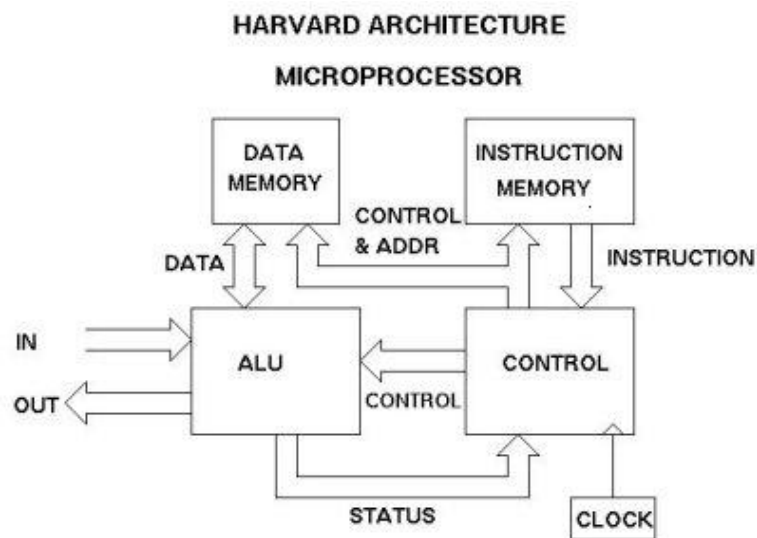 HARVARD ARCHITECTURE
MICROPROCESSOR
DATA
MEMORY
INSTRUCTION
MEMORY
CONTROL
& ADDR
DATA
INSTRUCTION
IN
ALU
CONTROL
OUT
CONTROL
STATUS
CLOCK